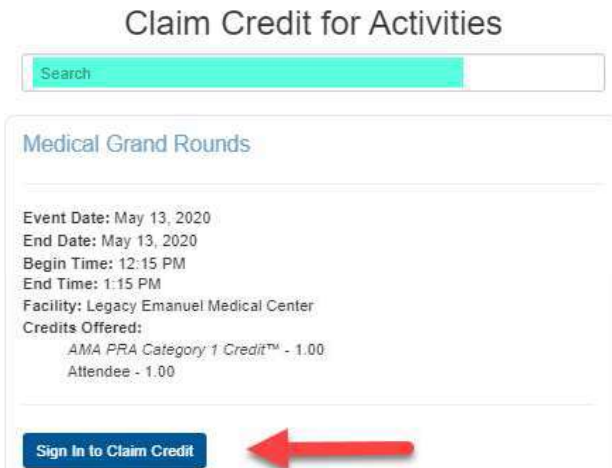 Claim Credit for Activities
Search
Medical Grand Rounds
Event Date: May 13, 2020
End Date: May 13, 2020
Begin Time: 12:15 PM
End Time: 1:15 PM
Facility: Legacy Emanuel Medical Center
Credits Offered:
AMA PRA Category 1 Credit™ - 1.00
Attendee - 1.00
Sign In to Claim Credit